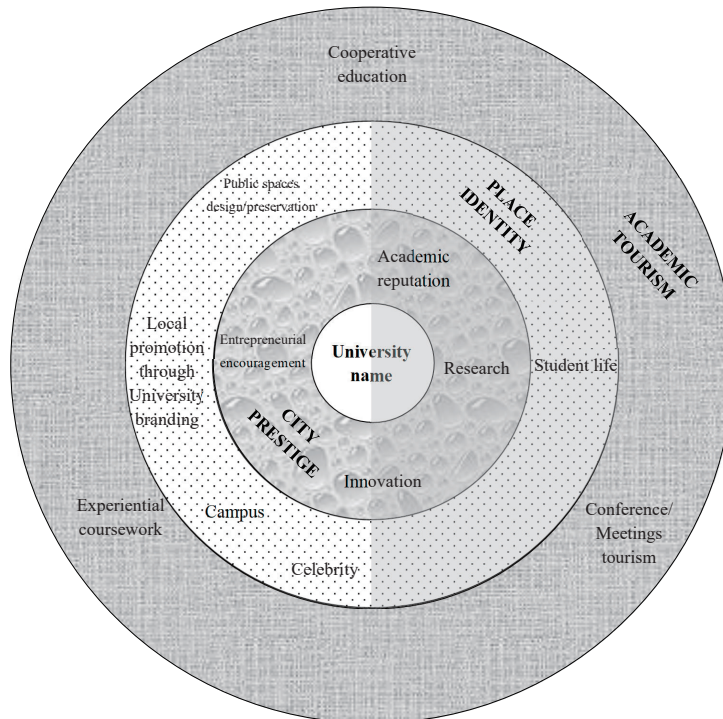 Cooperative
education
Public spaces
design/preservation
PLACE
IDENTITY
ACADEMIC
TOURISM
Academic
reputation
Local
promotion
through
University
branding
Entrepreneurial
encouragement
University
name
Research
Student life
CITY
PRESTIGE
Innovation
Experiential
coursework
Campus
Conference/
Meetings
tourism
Celebrity